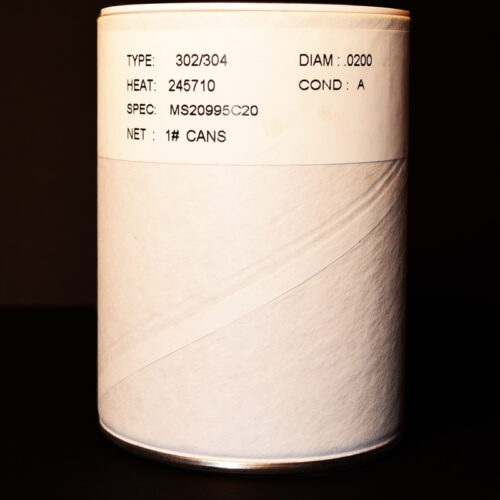 TYPE: 302/304 DIAM : .0200
HEAT: 245710 COND : A
SPEC: MS20995C20
NET : 1# CANS